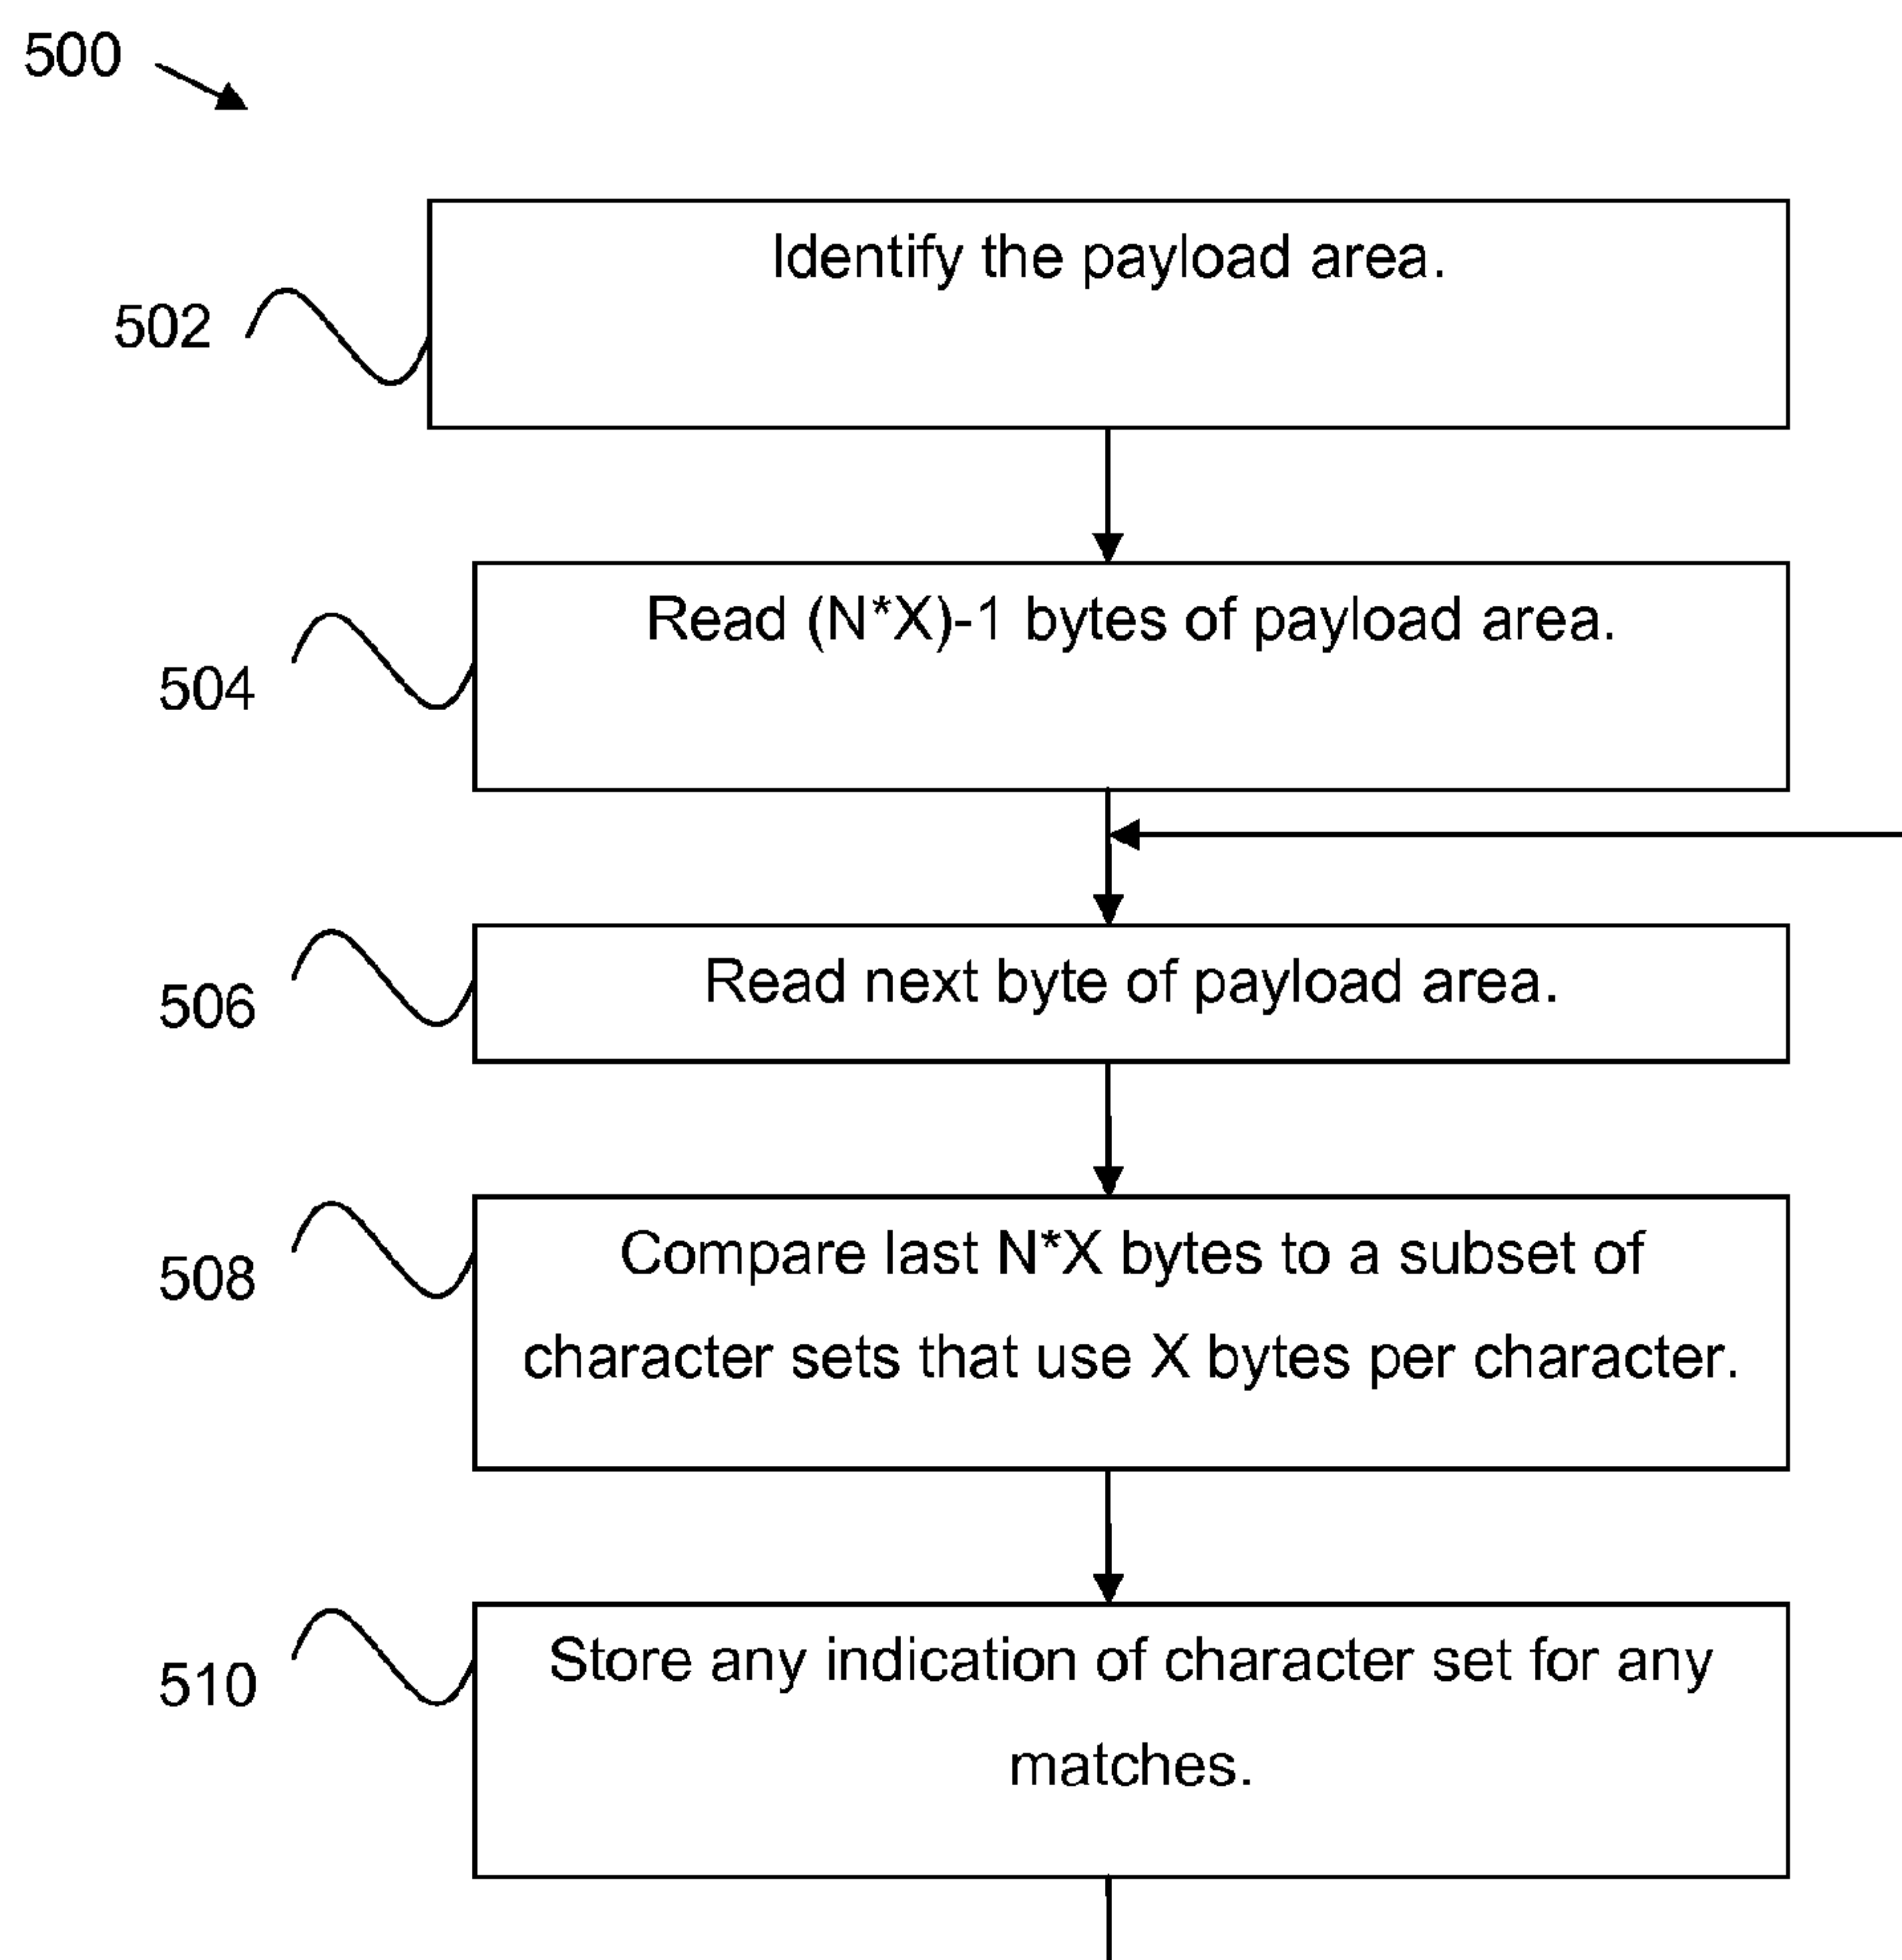 500
Identify the payload area.
502
Read (N*X)-1 bytes of payload area.
504
Read next byte of payload area.
506
Compare last N*X bytes to a subset of
character sets that use X bytes per character.
508
Store any indication of character set for any
matches.
510